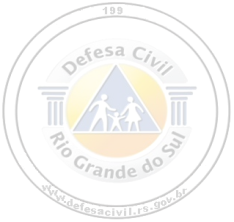 199
Defesa Civil
Rio Grande do Sul
www.defesacivil.rs.gov.br